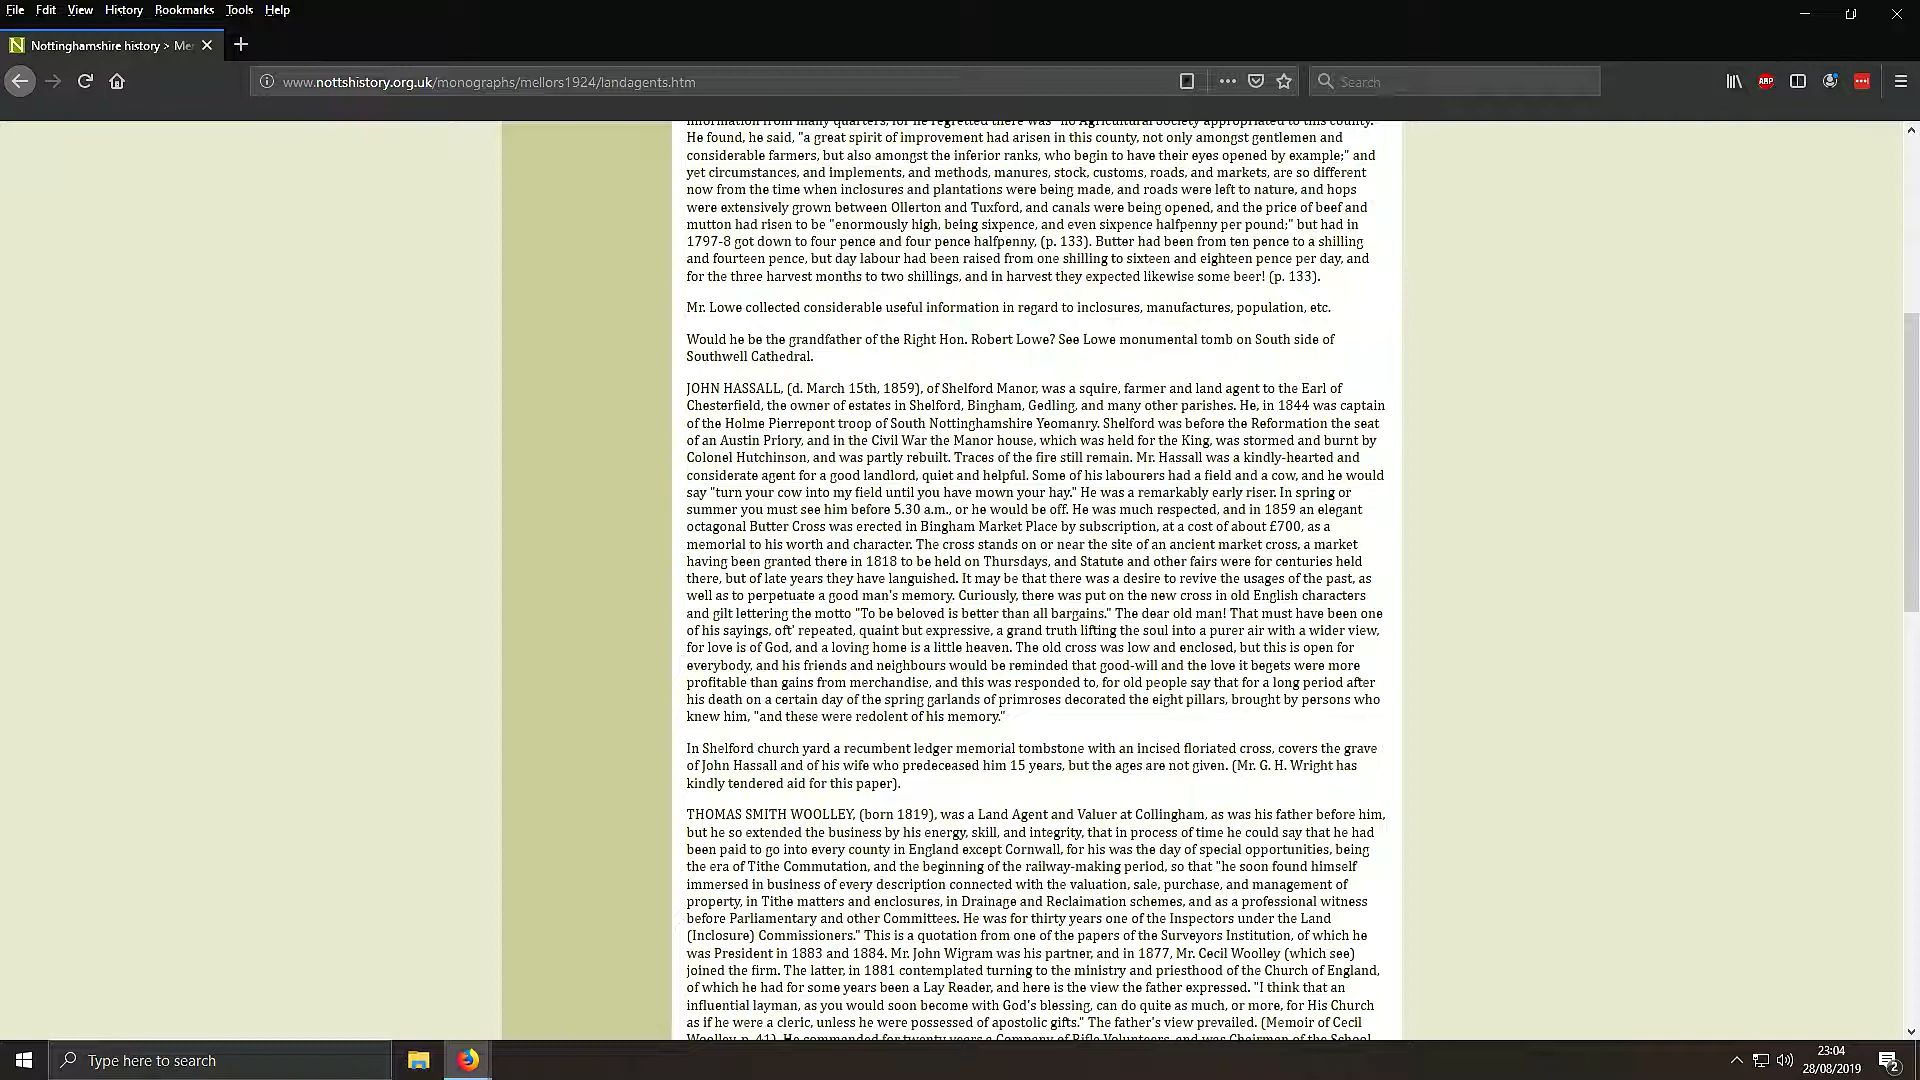 File Edit View History Bookmarks Tools Help
Nottinghamshire history > Me
www.nottshistory.org.uk/monographs/mellors1924/landagents.htm
Search
ABP
information from many quarters, for he regretted there was "no Agricultural Society appropriated to this county."
He found, he said, "a great spirit of improvement had arisen in this county, not only amongst gentlemen and
considerable farmers, but also amongst the inferior ranks, who begin to have their eyes opened by example;" and
yet circumstances, and implements, and methods, manures, stock, customs, roads, and markets, are so different
now from the time when inclosures and plantations were being made, and roads were left to nature, and hops
were extensively grown between Ollerton and Tuxford, and canals were being opened, and the price of beef and
mutton had risen to be "enormously high, being sixpence, and even sixpence halfpenny per pound;" but had in
1797-8 got down to four pence and four pence halfpenny, (p. 133). Butter had been from ten pence to a shilling
and fourteen pence, but day labour had been raised from one shilling to sixteen and eighteen pence per day, and
for the three harvest months to two shillings, and in harvest they expected likewise some beer! (p. 133).
Mr. Lowe collected considerable useful information in regard to inclosures, manufactures, population, etc.
Would he be the grandfather of the Right Hon. Robert Lowe? See Lowe monumental tomb on South side of
Southwell Cathedral.
JOHN HASSALL, (d. March 15th, 1859), of Shelford Manor, was a squire, farmer and land agent to the Earl of
Chesterfield, the owner of estates in Shelford, Bingham, Gedling, and many other parishes. He, in 1844 was captain
of the Holme Pierrepont troop of South Nottinghamshire Yeomanry. Shelford was before the Reformation the seat
of an Austin Priory, and in the Civil War the Manor house, which was held for the King, was stormed and burnt by
Colonel Hutchinson, and was partly rebuilt. Traces of the fire still remain. Mr. Hassall was a kindly-hearted and
considerate agent for a good landlord, quiet and helpful. Some of his labourers had a field and a cow, and he would
say "turn your cow into my field until you have mown your hay." He was a remarkably early riser. In spring or
summer you must see him before 5.30 a.m., or he would be off. He was much respected, and in 1859 an elegant
octagonal Butter Cross was erected in Bingham Market Place by subscription, at a cost of about £700, as a
memorial to his worth and character. The cross stands on or near the site of an ancient market cross, a market
having been granted there in 1818 to be held on Thursdays, and Statute and other fairs were for centuries held
there, but of late years they have languished. It may be that there was a desire to revive the usages of the past, as
well as to perpetuate a good man's memory. Curiously, there was put on the new cross in old English characters
and gilt lettering the motto "To be beloved is better than all bargains." The dear old man! That must have been one
of his sayings, oft' repeated, quaint but expressive, a grand truth lifting the soul into a purer air with a wider view,
for love is of God, and a loving home is a little heaven. The old cross was low and enclosed, but this is open for
everybody, and his friends and neighbours would be reminded that good-will and the love it begets were more
profitable than gains from merchandise, and this was responded to, for old people say that for a long period after
his death on a certain day of the spring garlands of primroses decorated the eight pillars, brought by persons who
knew him, "and these were redolent of his memory."
In Shelford church yard a recumbent ledger memorial tombstone with an incised floriated cross, covers the grave
of John Hassall and of his wife who predeceased him 15 years, but the ages are not given. (Mr. G. H. Wright has
kindly tendered aid for this paper).
THOMAS SMITH WOOLLEY, (born 1819), was a Land Agent and Valuer at Collingham, as was his father before him,
but he so extended the business by his energy, skill, and integrity, that in process of time he could say that he had
been paid to go into every county in England except Cornwall, for his was the day of special opportunities, being
the era of Tithe Commutation, and the beginning of the railway-making period, so that "he soon found himself
immersed in business of every description connected with the valuation, sale, purchase, and management of
property, in Tithe matters and enclosures, in Drainage and Reclamation schemes, and as a professional witness
before Parliamentary and other Committees. He was for thirty years one of the Inspectors under the Land
(Inclosure) Commissioners." This is a quotation from one of the papers of the Surveyors Institution, of which he
was President in 1883 and 1884. Mr. John Wigram was his partner, and in 1877, Mr. Cecil Woolley (which see)
joined the firm. The latter, in 1881 contemplated turning to the ministry and priesthood of the Church of England,
of which he had for some years been a Lay Reader, and here is the view the father expressed. "I think that an
influential layman, as you would soon become with God's blessing, can do quite as much, or more, for His Church
as if he were a cleric, unless he were possessed of apostolic gifts." The father's view prevailed. (Memoir of Cecil
Woolley, p. 41). He commanded for twenty years a Company of Rifle Volunteers, and was Chairman of the School
Type here to search
23:04
28/08/2019
2